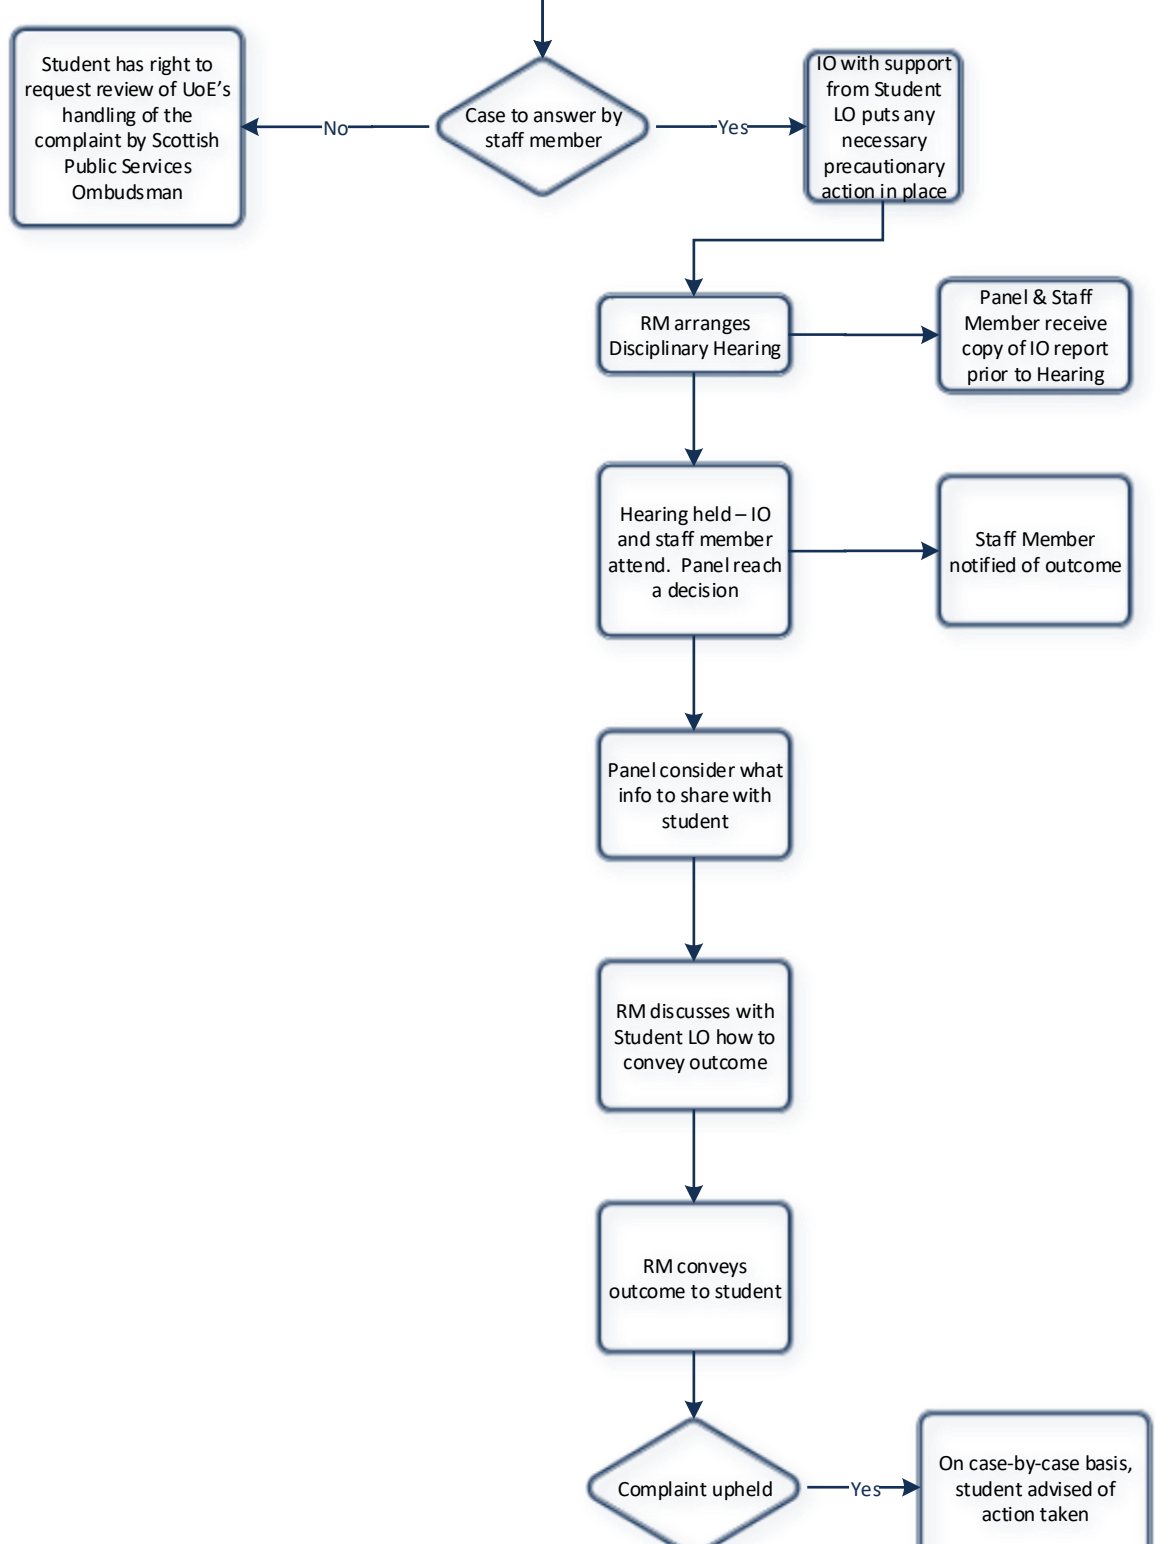 Student has right to
request review of UoE's
handling of the
complaint by Scottish
Public Services
Ombudsman
No
Case to answer by
staff member
Yes
IO with support
from Student
LO puts any
necessary
precautionary
action in place
RM arranges
Disciplinary Hearing
Panel & Staff
Member receive
copy of IO report
prior to Hearing
Hearing held – IO
and staff member
attend.  Panel reach
a decision
Staff Member
notified of outcome
Panel consider what
info to share with
student
RM discusses with
Student LO how to
convey outcome
RM conveys
outcome to student
Complaint upheld
Yes
On case-by-case basis,
student advised of
action taken